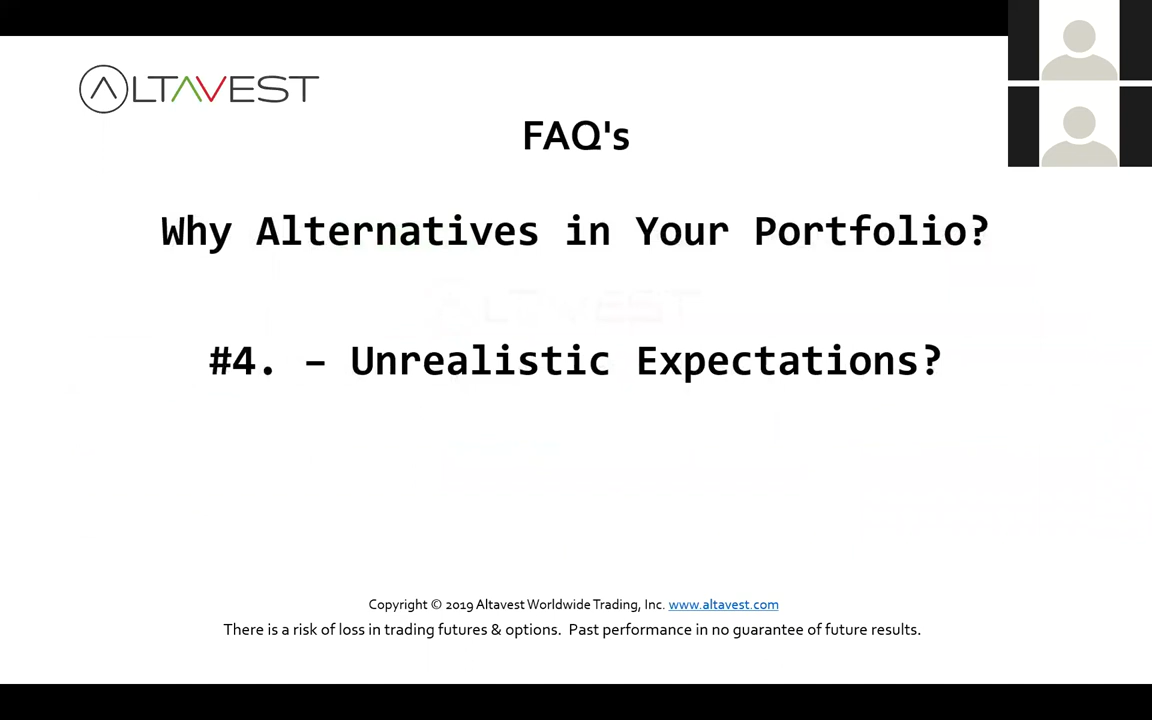 ALTAVEST
FAQ's
Why Alternatives in Your Portfolio?
#4. – Unrealistic Expectations?
Copyright © 2019 Altavest Worldwide Trading, Inc. www.altavest.com
There is a risk of loss in trading futures & options.  Past performance in no guarantee of future results.